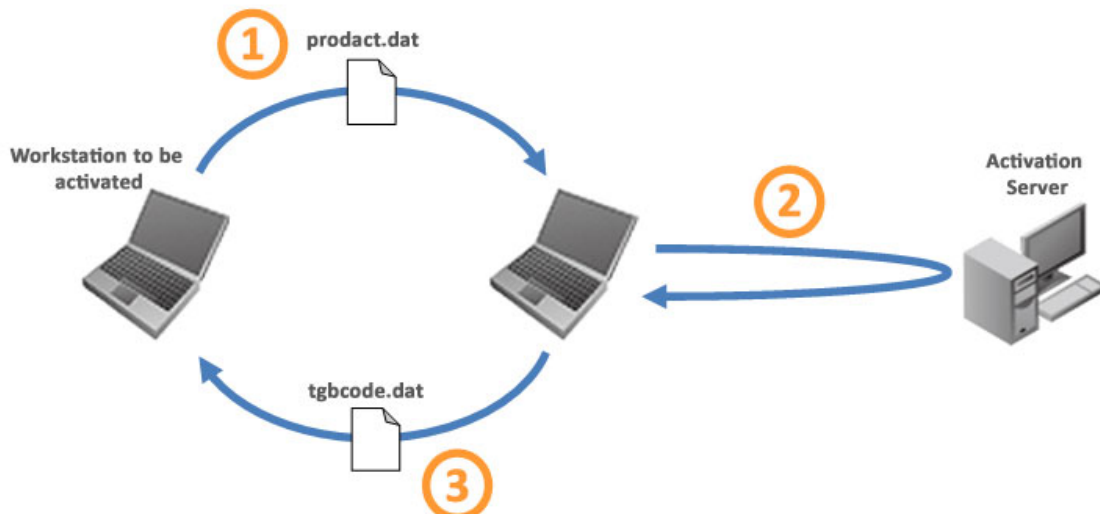 1
prodact.dat
Workstation to be
activated
2
Activation
Server
tgbcode.dat
3